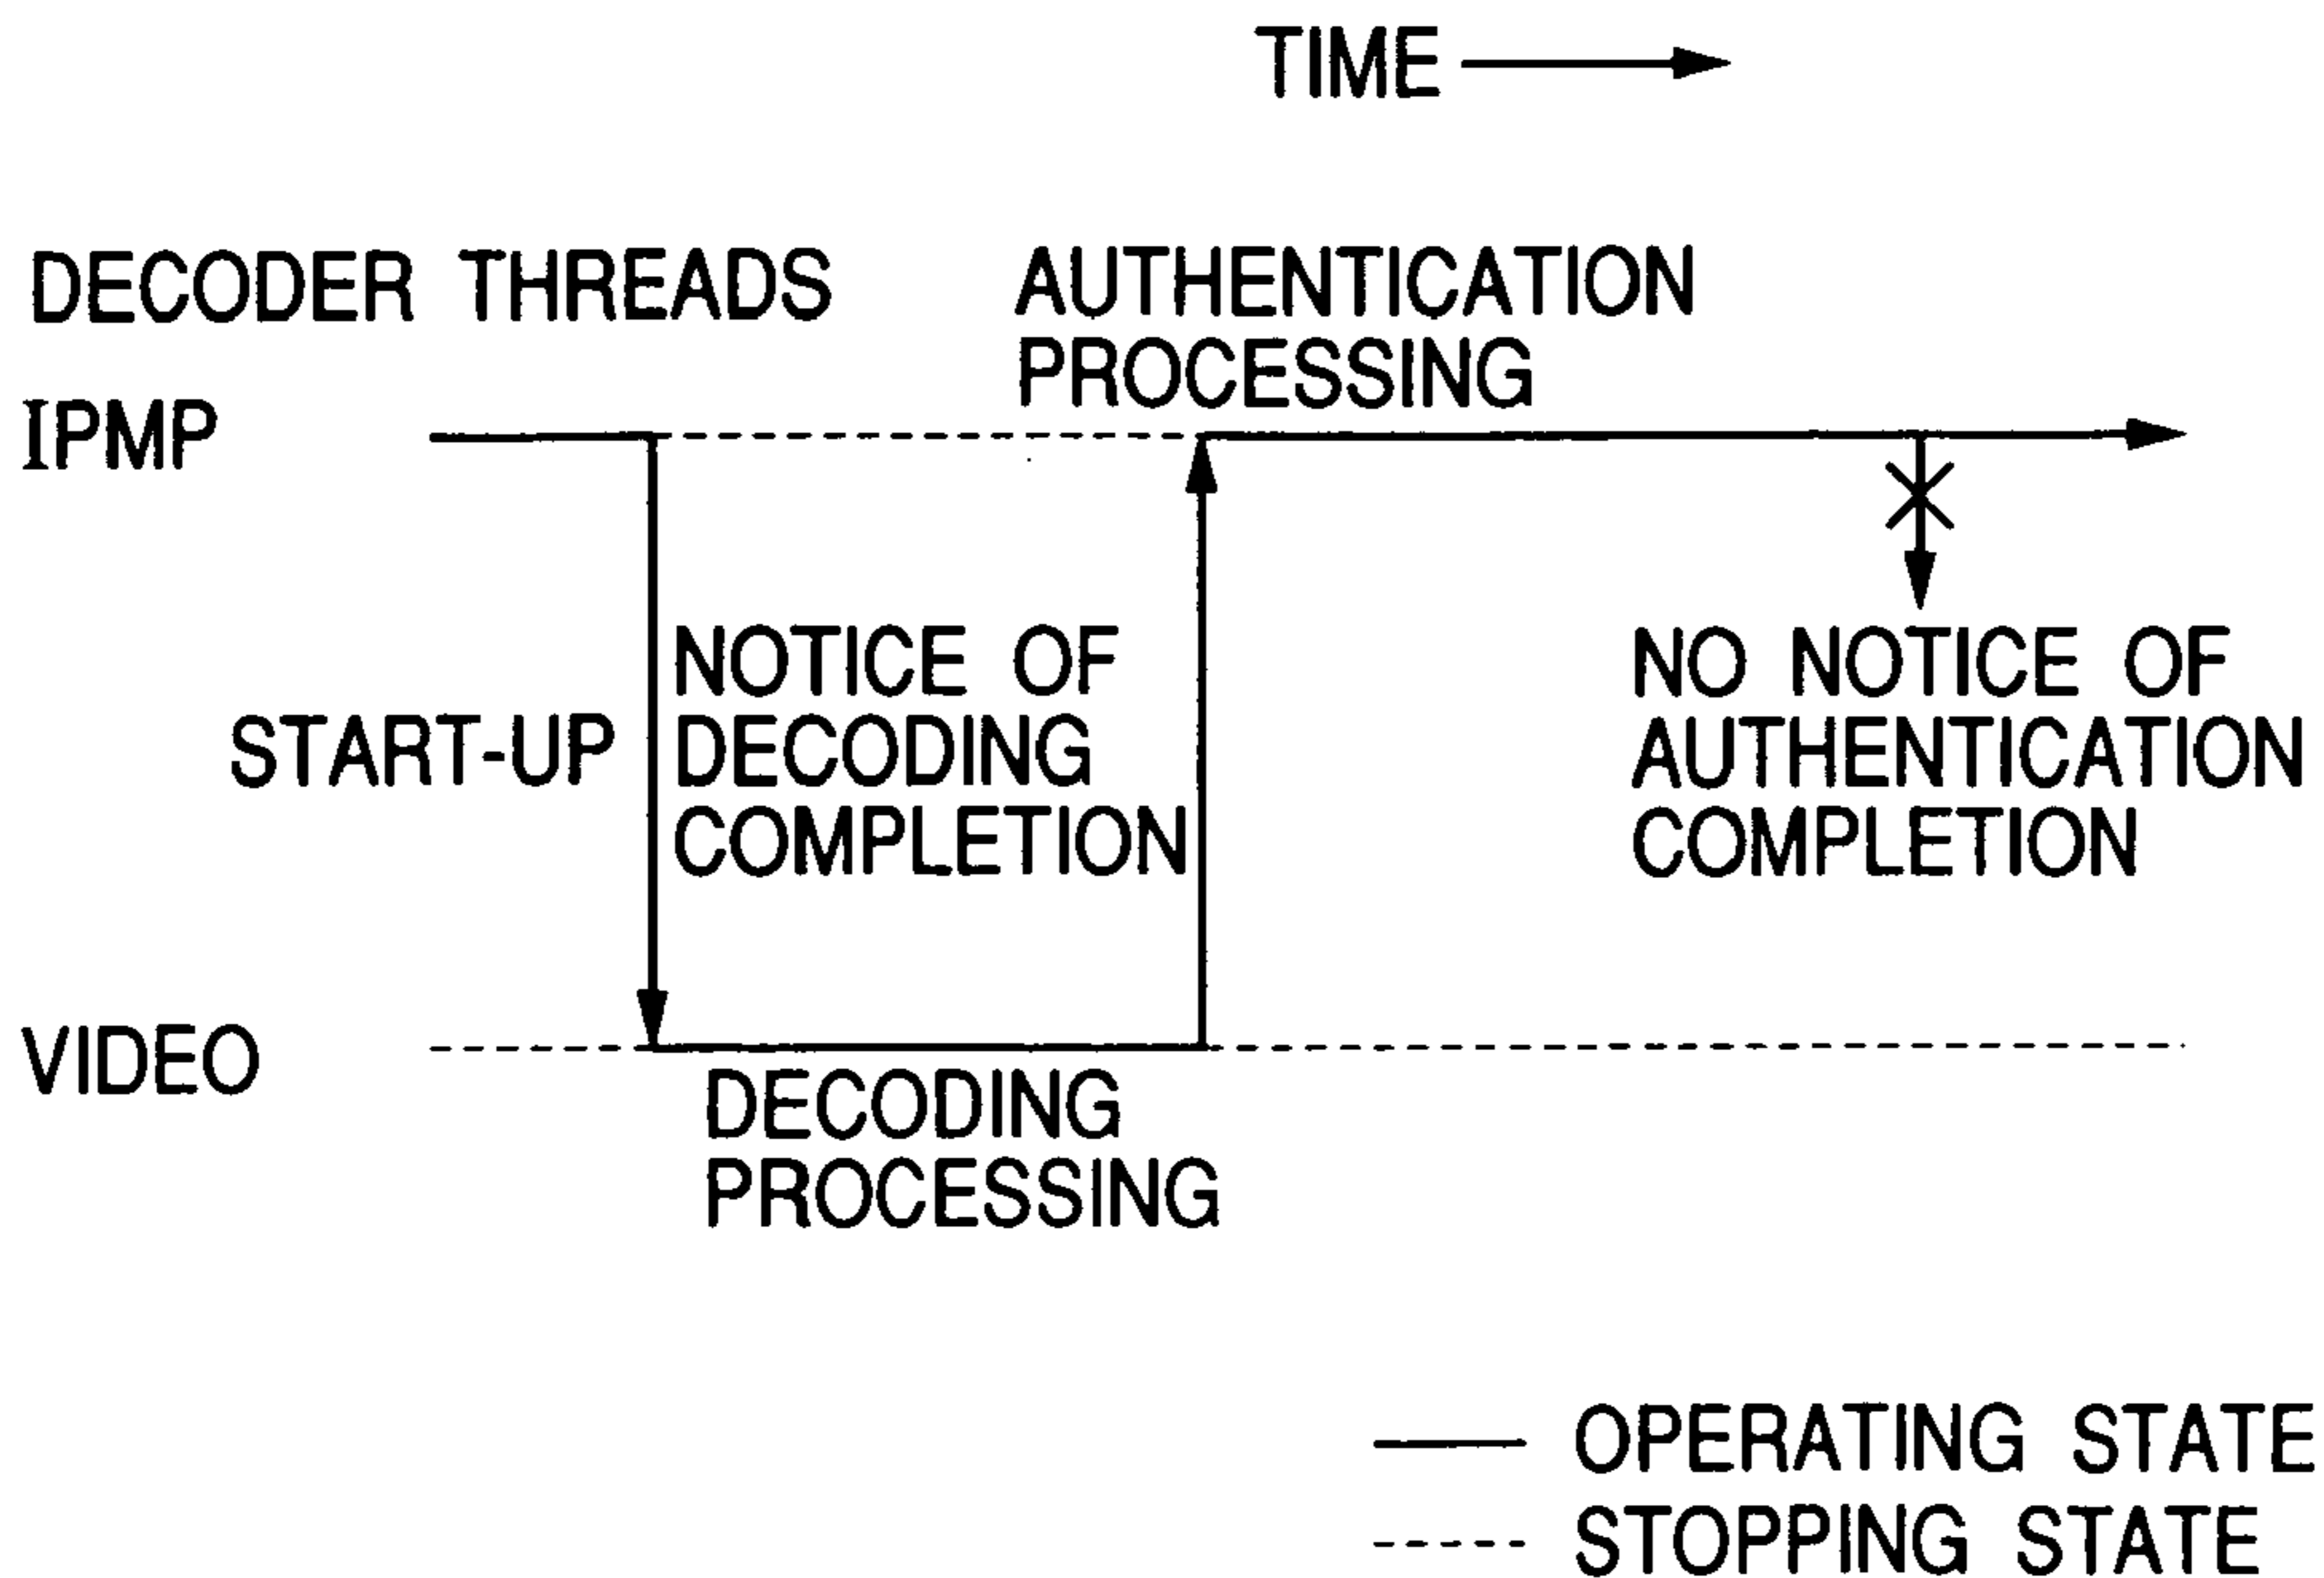 TIME
DECODER THREADS
AUTHENTICATION
PROCESSING
IPMP
NOTICE OF
DECODING
COMPLETION
START-UP
NO NOTICE OF
AUTHENTICATION
COMPLETION
VIDEO
DECODING
PROCESSING
OPERATING STATE
STOPPING STATE